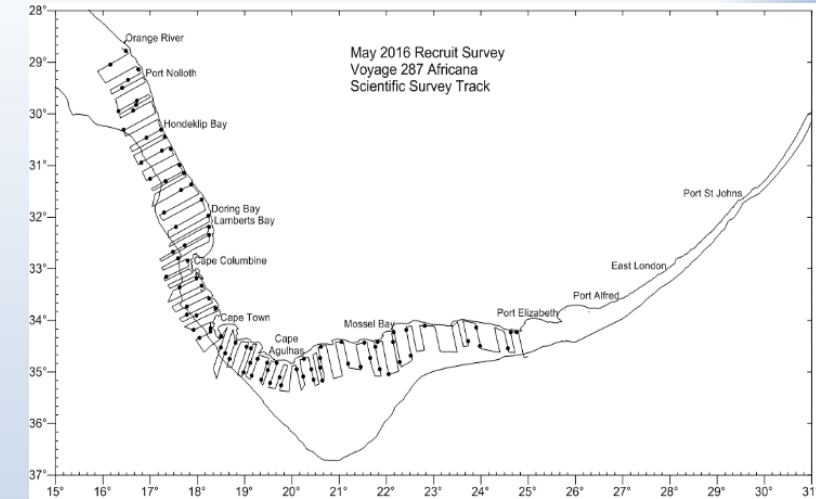 May 2016 Recruit Survey
Voyage 287 Africana
Scientific Survey Track
Orange River
Port Nolloth
Hondeklip Bay
Doring Bay
Lamberts Bay
Cape Columbine
Cape Town
Cape
Agulhas
Mossel Bay
Port Elizabeth
Port Alfred
East London
Port St Johns
28°
29°
30°
31°
32°
33°
34°
35°
36°
37°
15° 16° 17° 18° 19° 20° 21° 22° 23° 24° 25° 26° 27° 28° 29° 30° 31